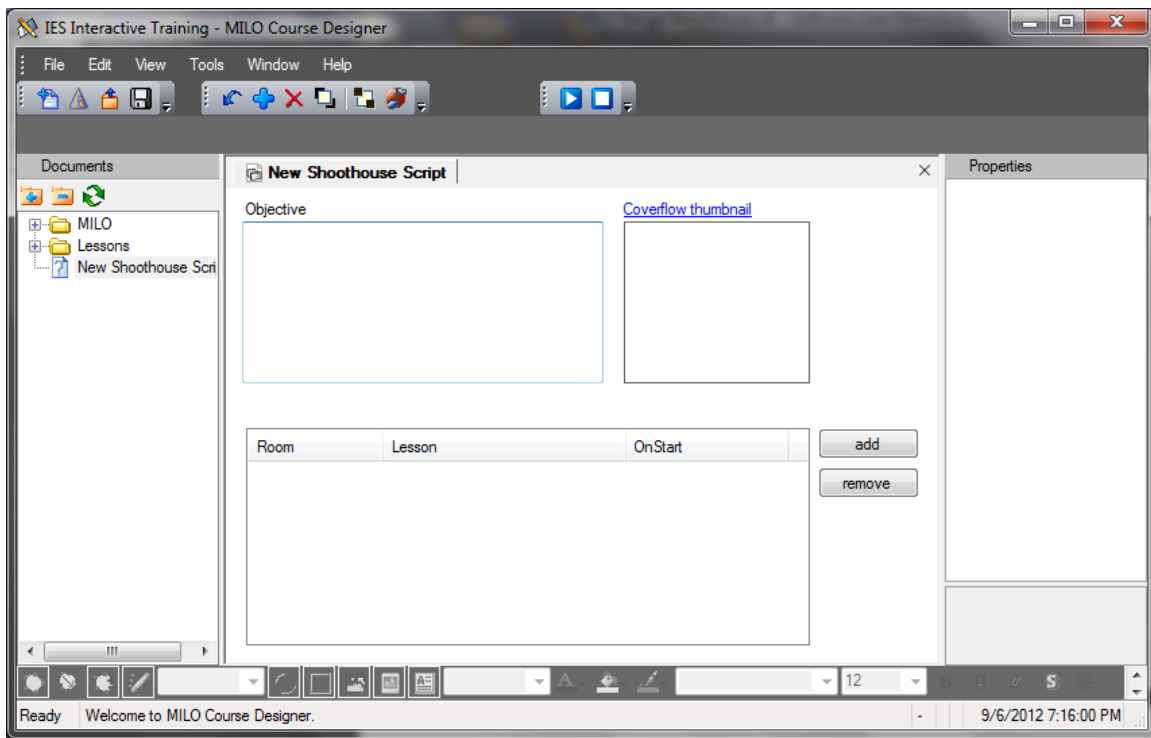 IES Interactive Training - MILO Course Designer
File Edit View Tools Window Help
Documents
New Shoothouse Script
Properties
Objective
Coverflow thumbnail
MILO
Lessons
New Shoothouse Scri
Room Lesson OnStart
add
remove
12
B U S
Ready Welcome to MILO Course Designer. - 9/6/2012 7:16:00 PM